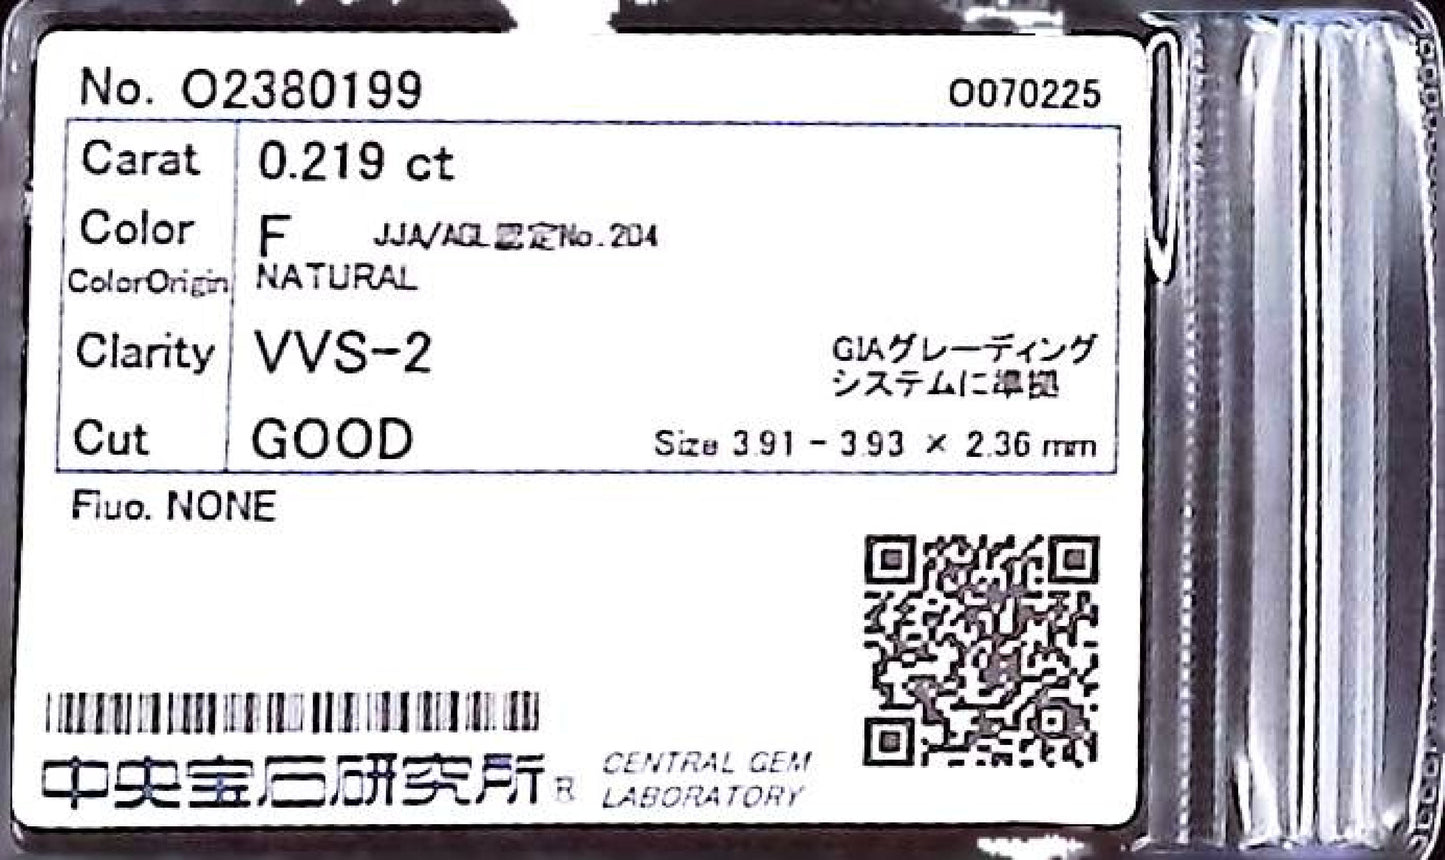 No. O2380199
O070225
Carat 0.219 ct
Color F JJA/AGL認定No.204
ColorOrigin NATURAL
Clarity VVS-2
GIAグレーディング
システムに準拠
Cut GOOD
Size 3.91 - 3.93 × 2.36 mm
Fluo. NONE
中央宝石研究所 R
CENTRAL GEM
LABORATORY